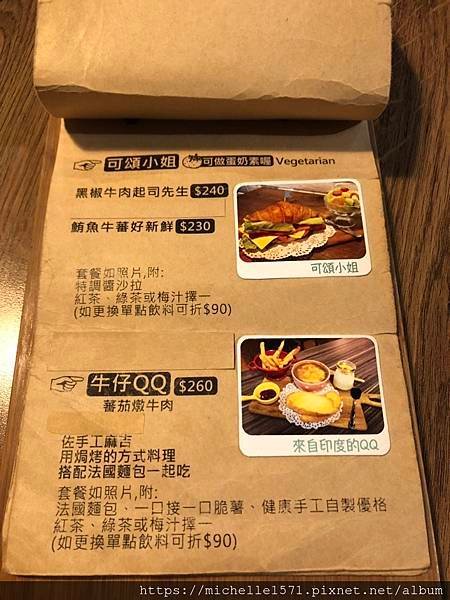 可頌小姐 可做蛋奶素喔 Vegetarian
黑椒牛肉起司先生 $240
鮪魚牛蕃好新鮮 $230
可頌小姐
套餐如照片,附:
特調醬沙拉
紅茶、綠茶或梅汁擇一
(如更換單點飲料可折$90)
牛仔QQ $260
蕃茄燉牛肉
來自印度的QQ
佐手工麻吉
用焗烤的方式料理
搭配法國麵包一起吃
套餐如照片,附:
法國麵包、一口接一口脆薯、健康手工自製優格
紅茶、綠茶或梅汁擇一
(如更換單點飲料可折$90)
https://michelle1571.pixnet.net/album